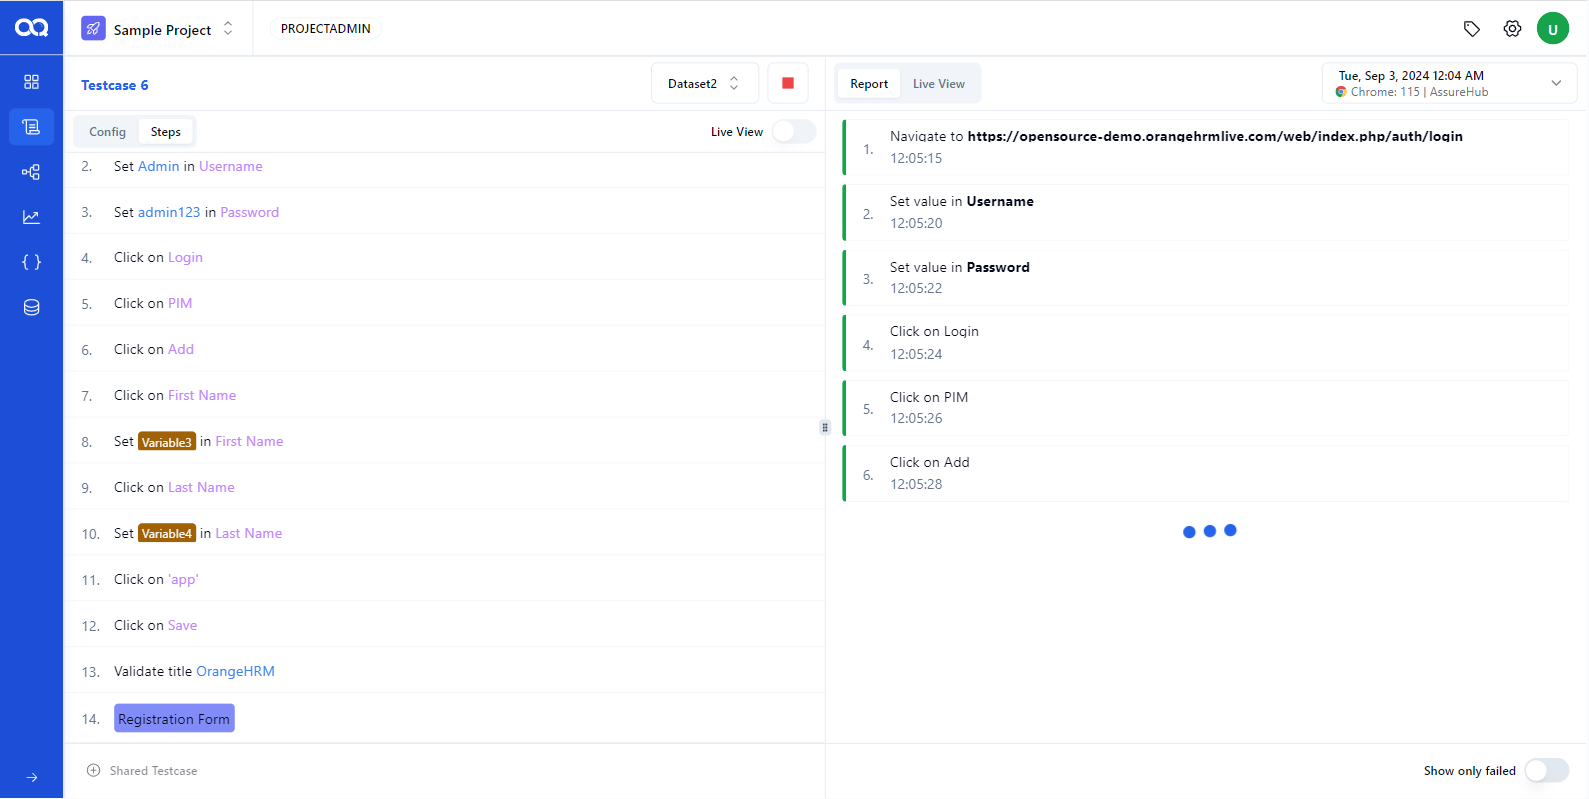 Sample Project
PROJECTADMIN
U
Testcase 6
Dataset2
Config
Steps
Live View
2. Set Admin in Username
3. Set admin123 in Password
4. Click on Login
5. Click on PIM
6. Click on Add
7. Click on First Name
8. Set Variable3 in First Name
9. Click on Last Name
10. Set Variable4 in Last Name
11. Click on 'app'
12. Click on Save
13. Validate title OrangeHRM
14. Registration Form
Shared Testcase
Report
Live View
Tue, Sep 3, 2024 12:04 AM
Chrome: 115 | AssureHub
1. Navigate to https://opensource-demo.orangehrmlive.com/web/index.php/auth/login
12:05:15
2. Set value in Username
12:05:20
3. Set value in Password
12:05:22
4. Click on Login
12:05:24
5. Click on PIM
12:05:26
6. Click on Add
12:05:28
Show only failed